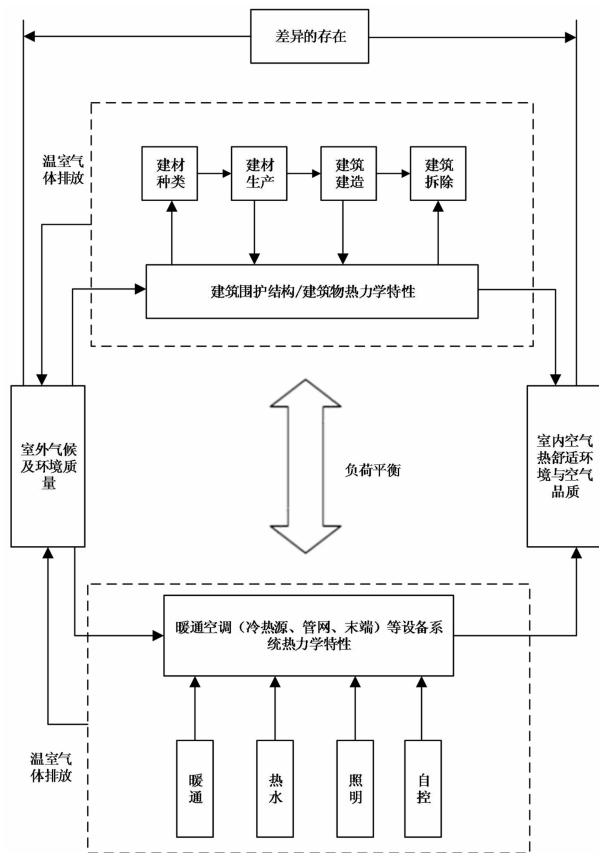 差异的存在
温室气
体排放
建材
种类
建材
生产
建筑
建造
建筑
拆除
建筑围护结构/建筑物热力学特性
室外气候
及环境质
量
负荷平衡
室内空气
热舒适环
境与空气
品质
暖通空调（冷热源、管网、末端）等设备系
统热力学特性
温室气
体排放
暖
通
热
水
照
明
自
控